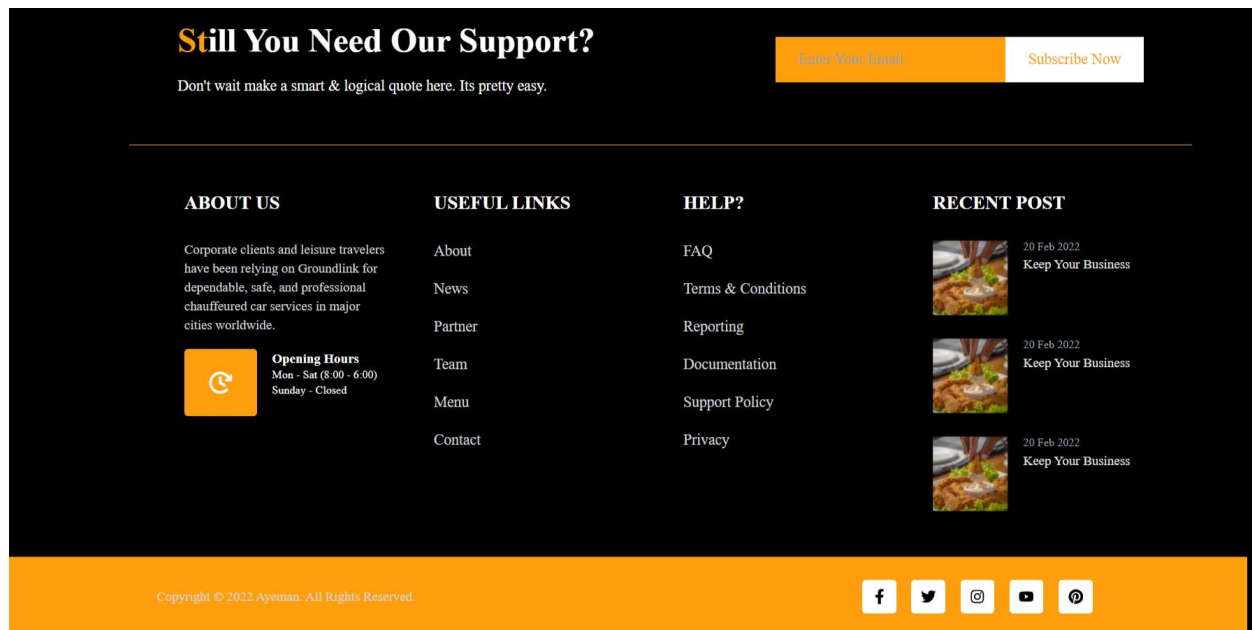 Still You Need Our Support?
Don't wait make a smart & logical quote here. Its pretty easy.
Enter Your Email
Subscribe Now
ABOUT US
Corporate clients and leisure travelers
have been relying on Groundlink for
dependable, safe, and professional
chauffeured car services in major
cities worldwide.
Opening Hours
Mon - Sat (8:00 - 6:00)
Sunday - Closed
USEFUL LINKS
About
News
Partner
Team
Menu
Contact
HELP?
FAQ
Terms & Conditions
Reporting
Documentation
Support Policy
Privacy
RECENT POST
20 Feb 2022
Keep Your Business
20 Feb 2022
Keep Your Business
20 Feb 2022
Keep Your Business
Copyright © 2022 Ayeman. All Rights Reserved.